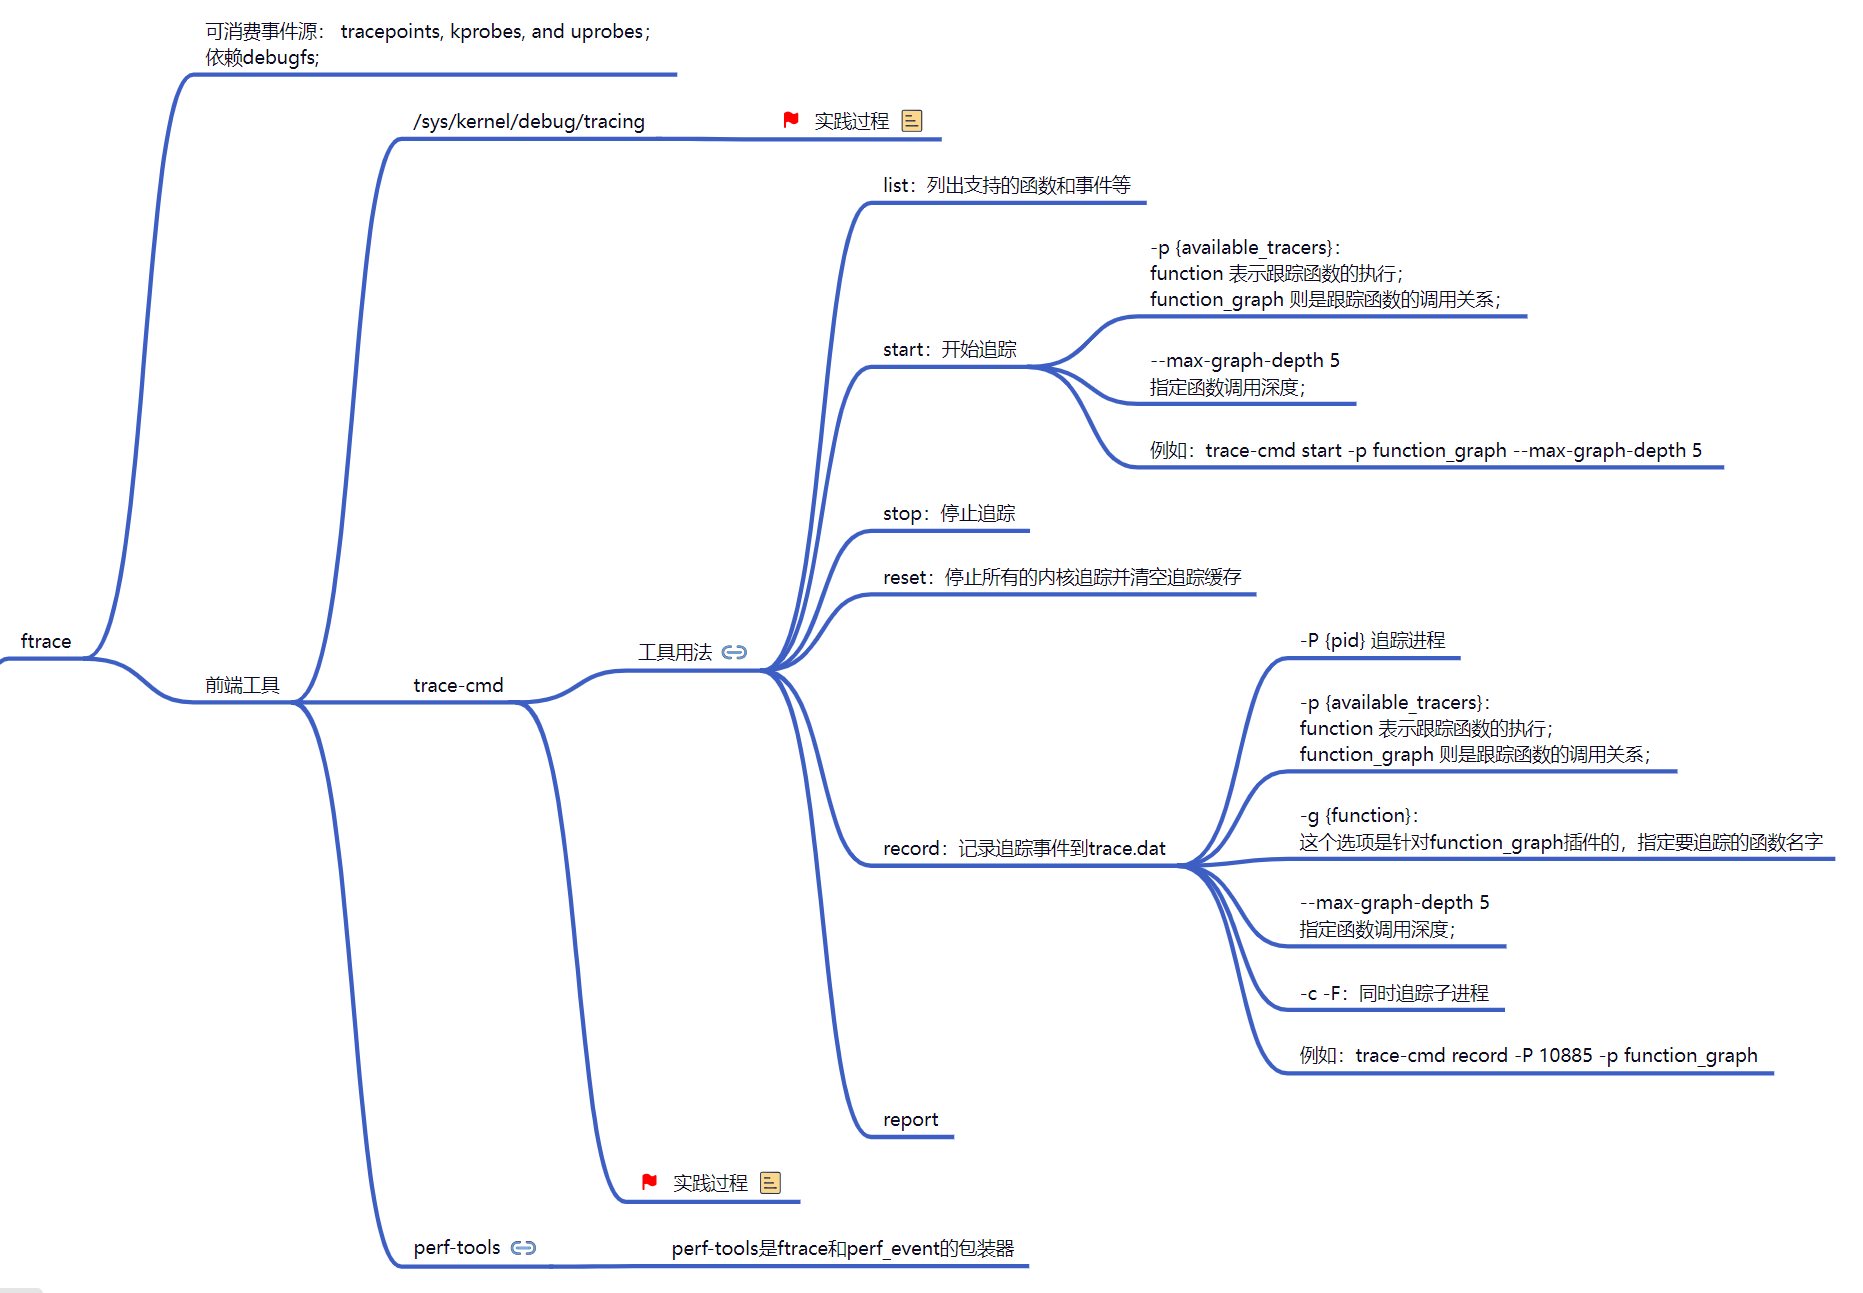 可消费事件源： tracepoints, kprobes, and uprobes；
依赖debugfs;
/sys/kernel/debug/tracing
实践过程
list：列出支持的函数和事件等
-p {available_tracers}：
function 表示跟踪函数的执行；
function_graph 则是跟踪函数的调用关系；
start：开始追踪
--max-graph-depth 5
指定函数调用深度；
例如：trace-cmd start -p function_graph --max-graph-depth 5
stop：停止追踪
reset：停止所有的内核追踪并清空追踪缓存
ftrace
前端工具
trace-cmd
工具用法
-P {pid} 追踪进程
-p {available_tracers}：
function 表示跟踪函数的执行；
function_graph 则是跟踪函数的调用关系；
-g {function}：
这个选项是针对function_graph插件的，指定要追踪的函数名字
record：记录追踪事件到trace.dat
--max-graph-depth 5
指定函数调用深度；
-c -F：同时追踪子进程
例如：trace-cmd record -P 10885 -p function_graph
report
实践过程
perf-tools
perf-tools是ftrace和perf_event的包装器